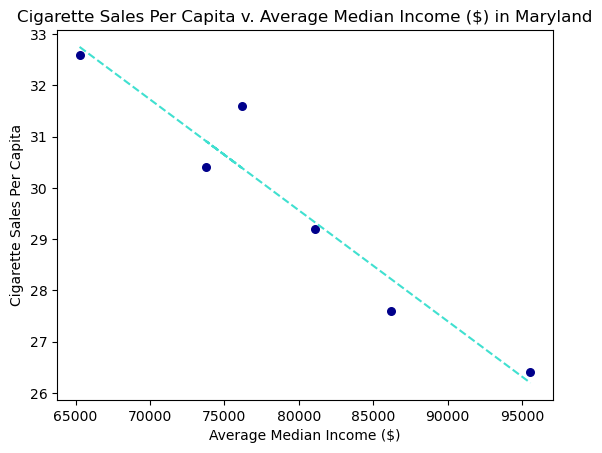 Cigarette Sales Per Capita v. Average Median Income ($) in Maryland
33
32
31
30
29
28
27
26
Cigarette Sales Per Capita
65000 70000 75000 80000 85000 90000 95000
Average Median Income ($)